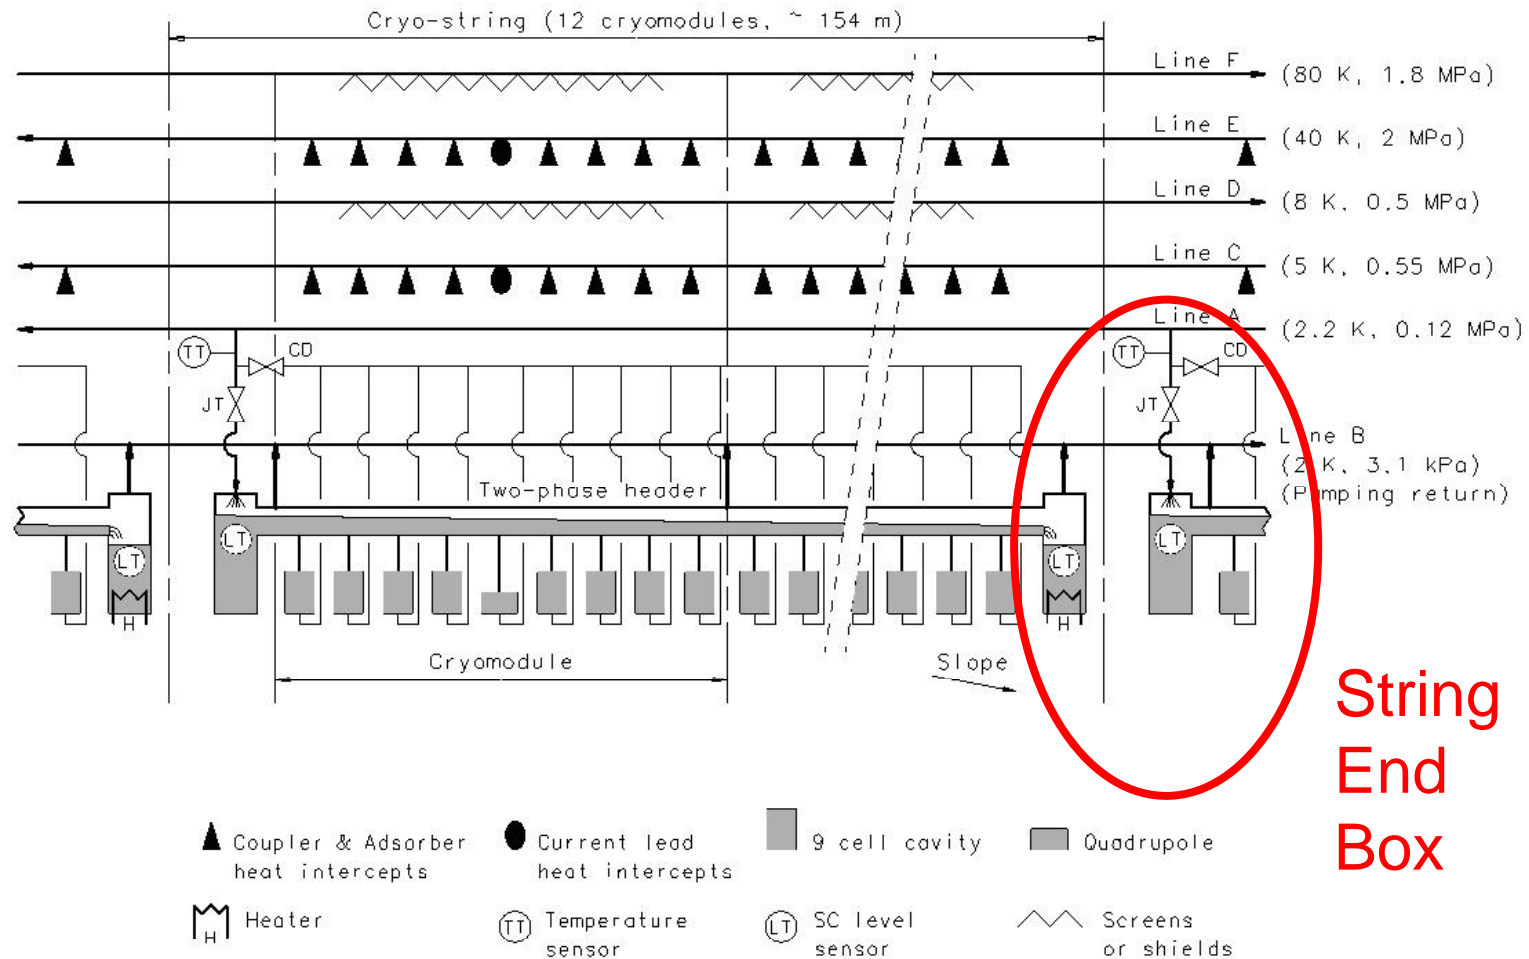 Cryo-string (12 cryomodules, ~ 154 m)
Line F
(80 K, 1.8 MPa)
Line E
(40 K, 2 MPa)
Line D
(8 K, 0.5 MPa)
Line C
(5 K, 0.55 MPa)
Line A
(2.2 K, 0.12 MPa)
TT
CD
TT
CD
JT
JT
Line B
(2 K, 3.1 kPa)
(Pumping return)
Two-phase header
LT
LT
LT
LT
H
H
Cryomodule
Slope
String
End
Box
Coupler & Adsorber
heat intercepts
Current lead
heat intercepts
9 cell cavity
Quadrupole
H
Heater
TT
Temperature
sensor
LT
SC level
sensor
Screens
or shields